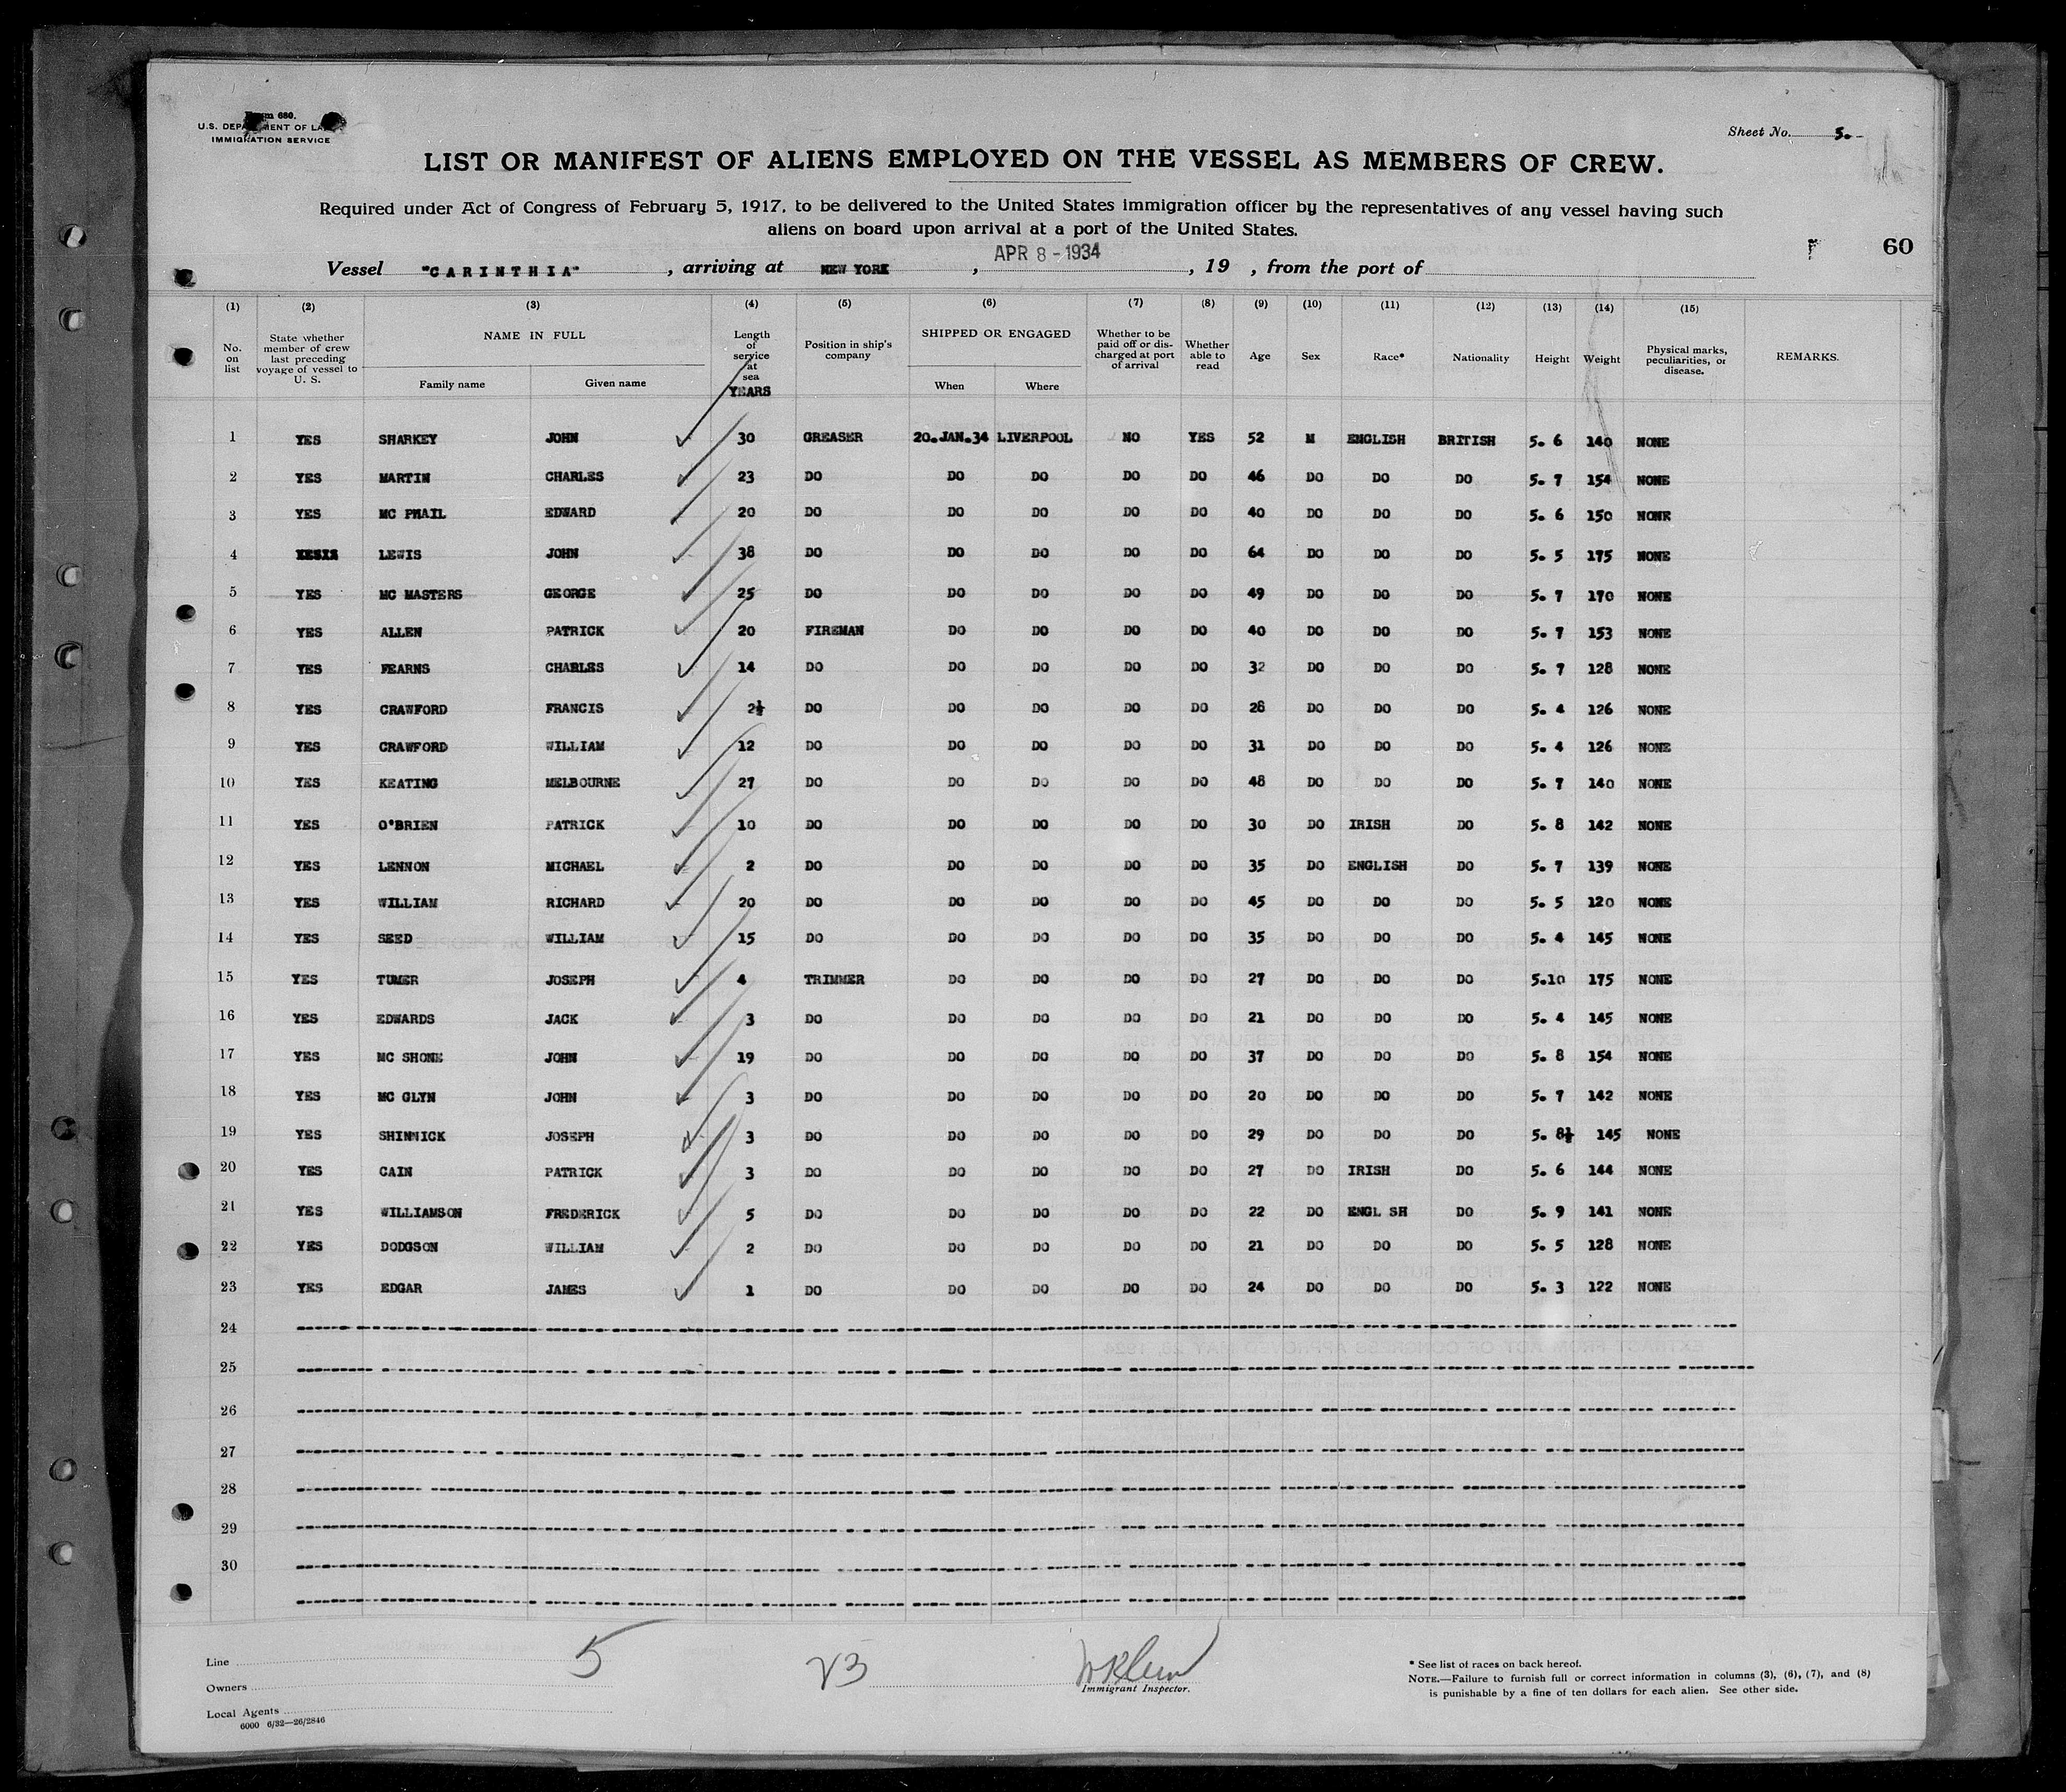 Form 680.
U.S. DEPARTMENT OF LABOR
IMMIGRATION SERVICE
Sheet No. 5.
LIST OR MANIFEST OF ALIENS EMPLOYED ON THE VESSEL AS MEMBERS OF CREW.
Required under Act of Congress of February 5, 1917, to be delivered to the United States immigration officer by the representatives of any vessel having such
aliens on board upon arrival at a port of the United States.
60
Vessel "CARINTHIA", arriving at NEW YORK, APR 8 - 1934, 19 , from the port of
(1) (2) (3) (4) (5) (6) (7) (8) (9) (10) (11) (12) (13) (14) (15)
No. on list State whether member of crew last preceding voyage of vessel to U. S. NAME IN FULL Family name Given name Length of service at sea YEARS Position in ship's company SHIPPED OR ENGAGED When Where Whether to be paid off or discharged at port of arrival Whether able to read Age Sex Race* Nationality Height Weight Physical marks, peculiarities, or disease. REMARKS.
1 YES SHARKEY JOHN 30 GREASER 20.JAN.34 LIVERPOOL NO YES 52 M ENGLISH BRITISH 5. 6 140 NONE
2 YES MARTIN CHARLES 23 DO DO DO DO DO 46 DO DO DO 5. 7 154 NONE
3 YES MC PHAIL EDWARD 20 DO DO DO DO DO 40 DO DO DO 5. 6 150 NONE
4 LEWIS JOHN 38 DO DO DO DO DO 64 DO DO DO 5. 5 175 NONE
5 YES MC MASTERS GEORGE 25 DO DO DO DO DO 49 DO DO DO 5. 7 170 NONE
6 YES ALLEN PATRICK 20 FIREMAN DO DO DO DO 40 DO DO DO 5. 7 153 NONE
7 YES FEARNS CHARLES 14 DO DO DO DO DO 32 DO DO DO 5. 7 128 NONE
8 YES CRAWFORD FRANCIS 2½ DO DO DO DO DO 28 DO DO DO 5. 4 126 NONE
9 YES CRAWFORD WILLIAM 12 DO DO DO DO DO 31 DO DO DO 5. 4 126 NONE
10 YES KEATING MELBOURNE 27 DO DO DO DO DO 48 DO DO DO 5. 7 140 NONE
11 YES O'BRIEN PATRICK 10 DO DO DO DO DO 30 DO IRISH DO 5. 8 142 NONE
12 YES LENNON MICHAEL 2 DO DO DO DO DO 35 DO ENGLISH DO 5. 7 139 NONE
13 YES WILLIAM RICHARD 20 DO DO DO DO DO 45 DO DO DO 5. 5 120 NONE
14 YES SEED WILLIAM 15 DO DO DO DO DO 35 DO DO DO 5. 4 145 NONE
15 YES TUMER JOSEPH 4 TRIMMER DO DO DO DO 27 DO DO DO 5.10 175 NONE
16 YES EDWARDS JACK 3 DO DO DO DO DO 21 DO DO DO 5. 4 145 NONE
17 YES MC SHONE JOHN 19 DO DO DO DO DO 37 DO DO DO 5. 8 154 NONE
18 YES MC GLYN JOHN 3 DO DO DO DO DO 20 DO DO DO 5. 7 142 NONE
19 YES SHINNICK JOSEPH 3 DO DO DO DO DO 29 DO DO DO 5. 8½ 145 NONE
20 YES CAIN PATRICK 3 DO DO DO DO DO 27 DO IRISH DO 5. 6 144 NONE
21 YES WILLIAMSON FREDERICK 5 DO DO DO DO DO 22 DO ENGL SH DO 5. 9 141 NONE
22 YES DODGSON WILLIAM 2 DO DO DO DO DO 21 DO DO DO 5. 5 128 NONE
23 YES EDGAR JAMES 1 DO DO DO DO DO 24 DO DO DO 5. 3 122 NONE
24
25
26
27
28
29
30
Line 5 23
Owners
Immigrant Inspector.
Local Agents
6000 6/32—26/2846
* See list of races on back hereof.
NOTE.—Failure to furnish full or correct information in columns (3), (6), (7), and (8)
is punishable by a fine of ten dollars for each alien. See other side.